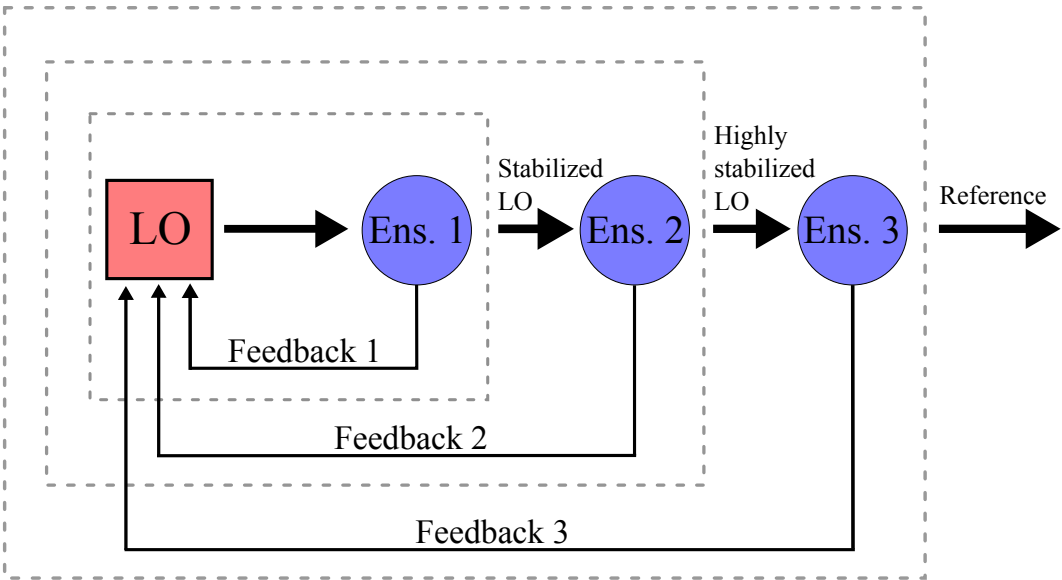 LO
Ens. 1
Stabilized
LO
Ens. 2
Highly
stabilized
LO
Ens. 3
Reference
Feedback 1
Feedback 2
Feedback 3